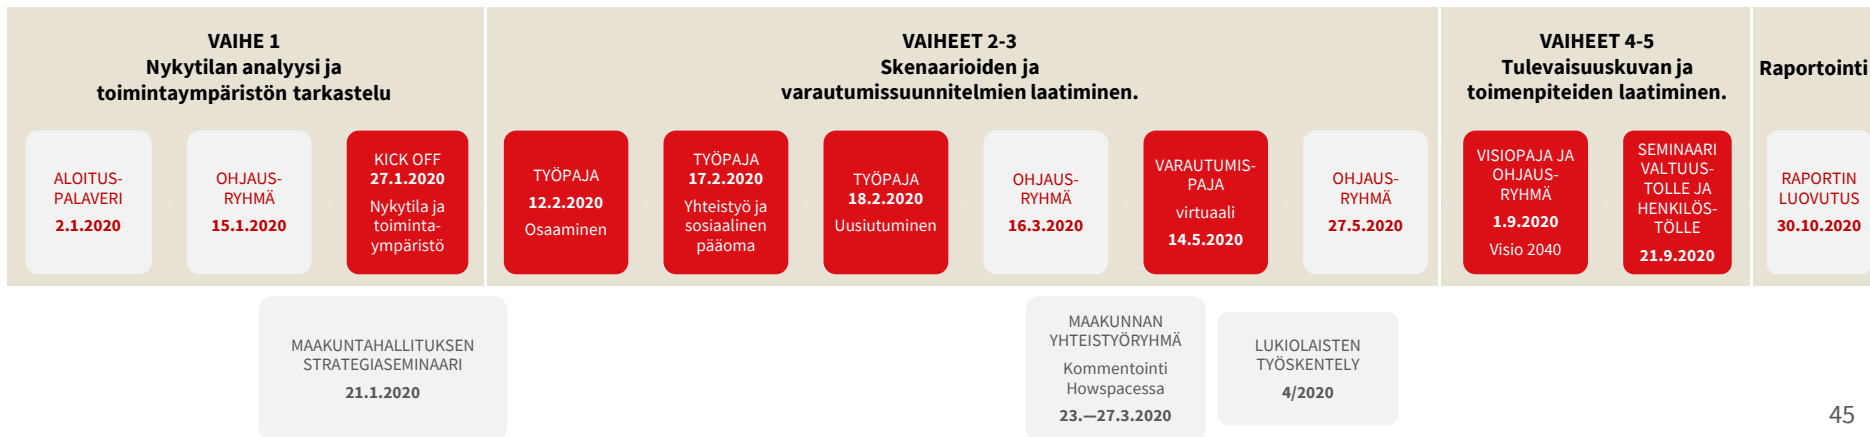 VAIHE 1
Nykytilan analyysi ja
toimintaympäristön tarkastelu
VAIHEET 2-3
Skenaarioiden ja
varautumissuunnitelmien laatiminen.
VAIHEET 4-5
Tulevaisuuskuvan ja
toimenpiteiden laatiminen.
Raportointi
ALOITUS-
PALAVERI
2.1.2020
OHJAUS-
RYHMÄ
15.1.2020
KICK OFF
27.1.2020
Nykytila ja
toiminta-
ympäristö
TYÖPAJA
12.2.2020
Osaaminen
TYÖPAJA
17.2.2020
Yhteistyö ja
sosiaalinen
pääoma
TYÖPAJA
18.2.2020
Uusiutuminen
OHJAUS-
RYHMÄ
16.3.2020
VARAUTUMIS-
PAJA
virtuaali
14.5.2020
OHJAUS-
RYHMÄ
27.5.2020
VISIOPAJA JA
OHJAUS-
RYHMÄ
1.9.2020
Visio 2040
SEMINAARI
VALTUUS-
TOLLE JA
HENKILÖS-
TÖLLE
21.9.2020
RAPORTIN
LUOVUTUS
30.10.2020
MAAKUNTAHALLITUKSEN
STRATEGIASEMINAARI
21.1.2020
MAAKUNNAN
YHTEISTYÖRYHMÄ
Kommentointi
Howspacessa
23.—27.3.2020
LUKIOLAISTEN
TYÖSKENTELY
4/2020
45